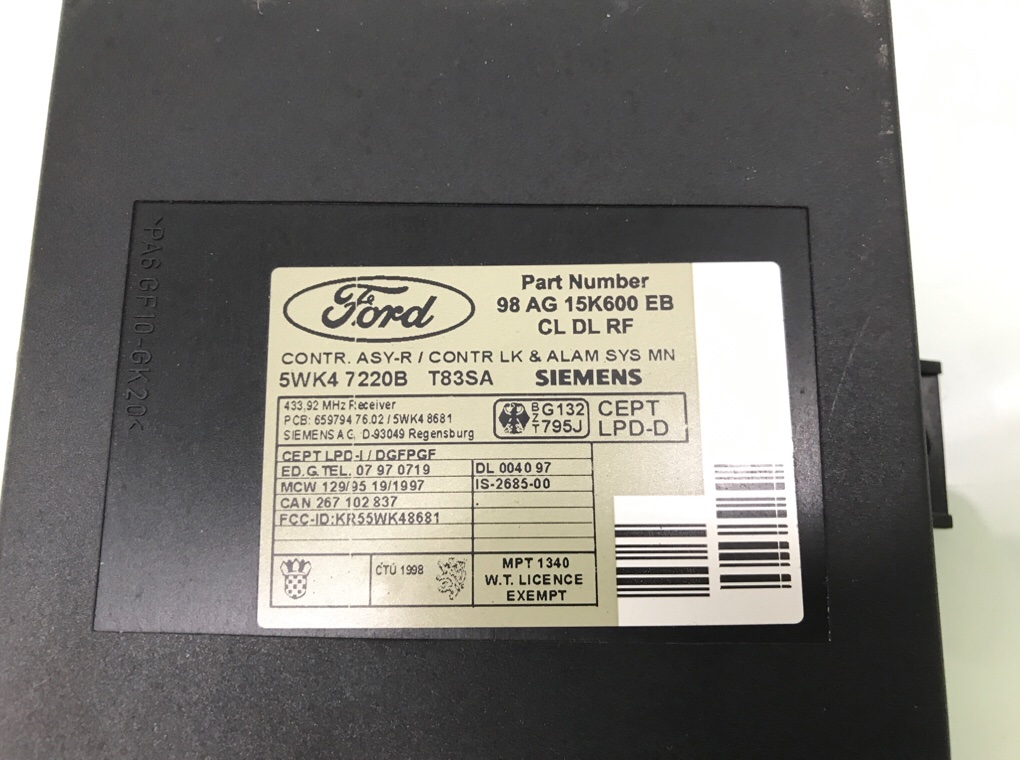 >PA6 GF10-GK20<
Ford
Part Number
98 AG 15K600 EB
CL DL RF
CONTR. ASY-R / CONTR LK & ALAM SYS MN
5WK4 7220B T83SA SIEMENS
433,92 MHz Receiver
PCB: 659794 76.02 / 5WK4 8681
SIEMENS A.G. D-93049 Regensburg
BZT G132
795J
CEPT
LPD-D
CEPT LPD-I / DGFPGF
ED.G.TEL. 07 97 0719 DL 0040 97
MCW 129/95 19/1997 IS-2685-00
CAN 267 102 837
FCC-ID:KR55WK48681
CTÚ 1998
MPT 1340
W.T. LICENCE
EXEMPT